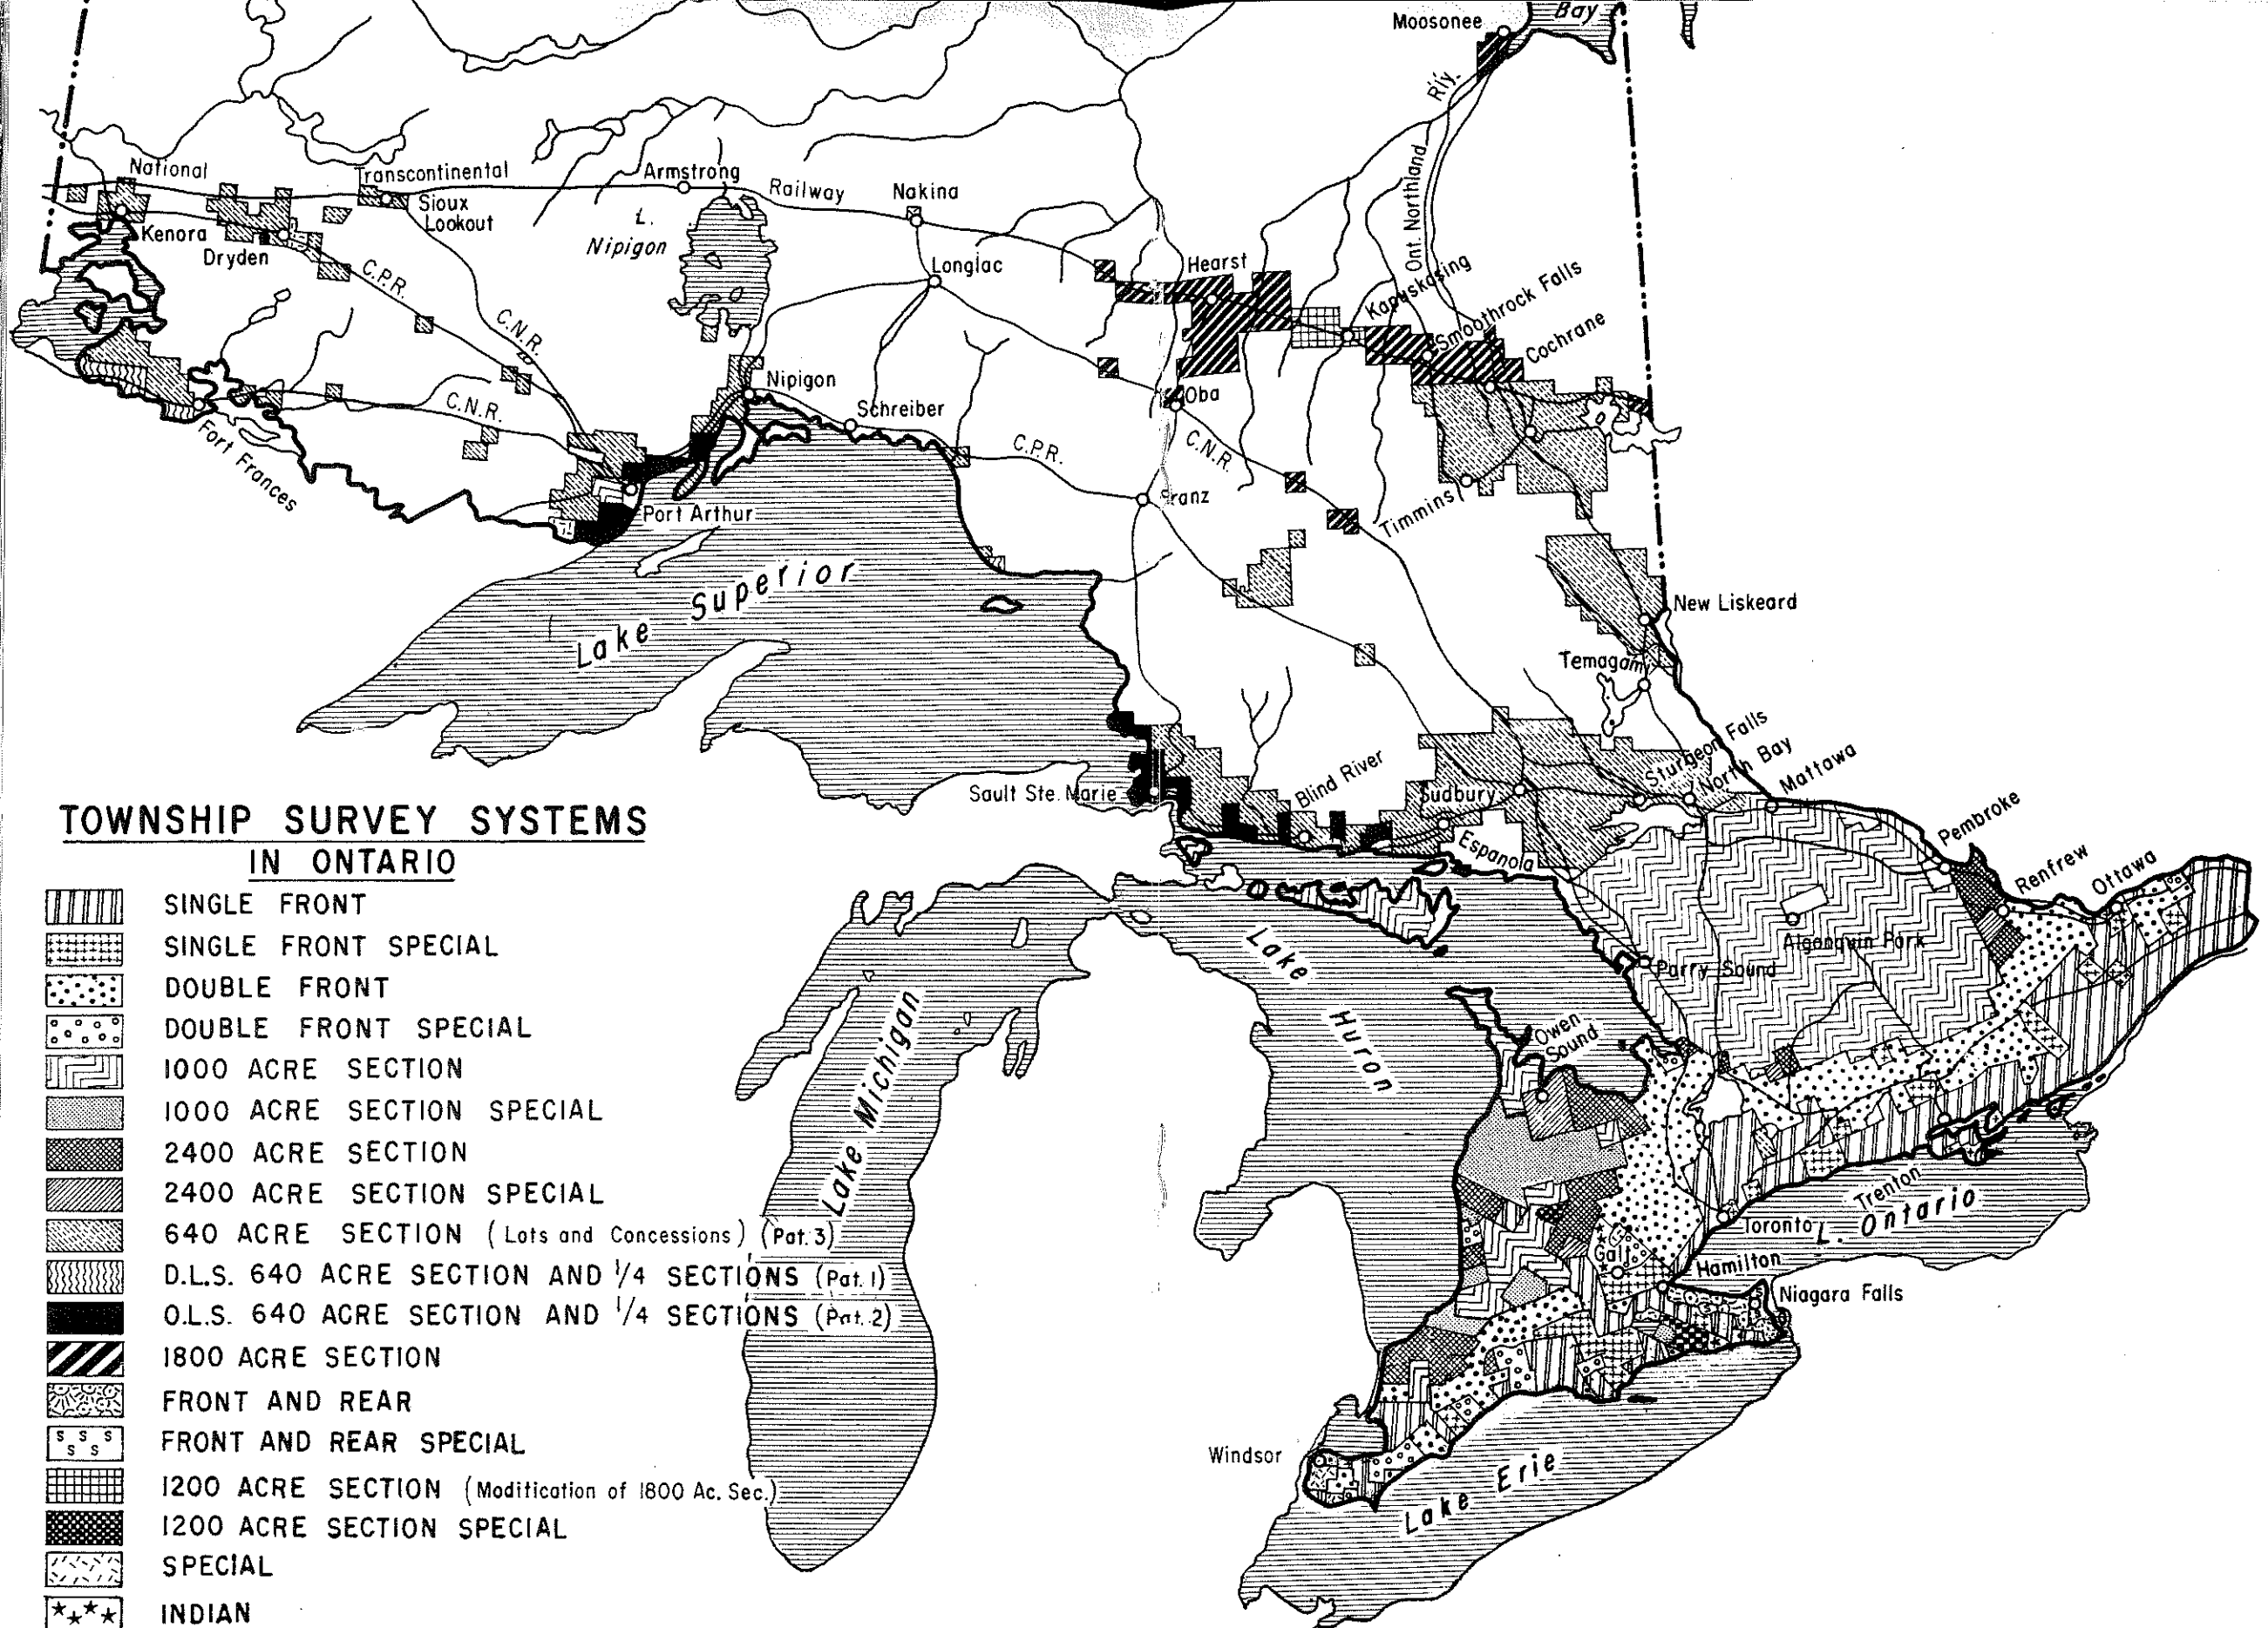 Moosonee
Bay
Rly.
Ont. Northland
National
Transcontinental
Armstrong
Railway
Nakina
Sioux
Lookout
L.
Nipigon
Kenora
Dryden
C.P.R.
Longlac
Hearst
Kapuskasing
Smoothrock Falls
Cochrane
C.N.R.
Nipigon
Schreiber
Oba
C.N.R.
C.N.R.
Fort Frances
C.P.R.
Franz
Timmins
Port Arthur
Lake Superior
New Liskeard
Temagami
Sturgeon Falls
North Bay
Mattawa
Sault Ste. Marie
Blind River
Sudbury
Espanola
Pembroke
Renfrew
Ottawa
Algonquin Park
Parry Sound
Lake Huron
Lake Michigan
Owen
Sound
Trenton
Toronto
L. Ontario
Galt
Hamilton
Niagara Falls
Windsor
Lake Erie
TOWNSHIP SURVEY SYSTEMS
IN ONTARIO
SINGLE FRONT
SINGLE FRONT SPECIAL
DOUBLE FRONT
DOUBLE FRONT SPECIAL
1000 ACRE SECTION
1000 ACRE SECTION SPECIAL
2400 ACRE SECTION
2400 ACRE SECTION SPECIAL
640 ACRE SECTION (Lots and Concessions) (Pat. 3)
D.L.S. 640 ACRE SECTION AND 1/4 SECTIONS (Pat. 1)
O.L.S. 640 ACRE SECTION AND 1/4 SECTIONS (Pat. 2)
1800 ACRE SECTION
FRONT AND REAR
S S S
S S
FRONT AND REAR SPECIAL
1200 ACRE SECTION (Modification of 1800 Ac. Sec.)
1200 ACRE SECTION SPECIAL
SPECIAL
INDIAN